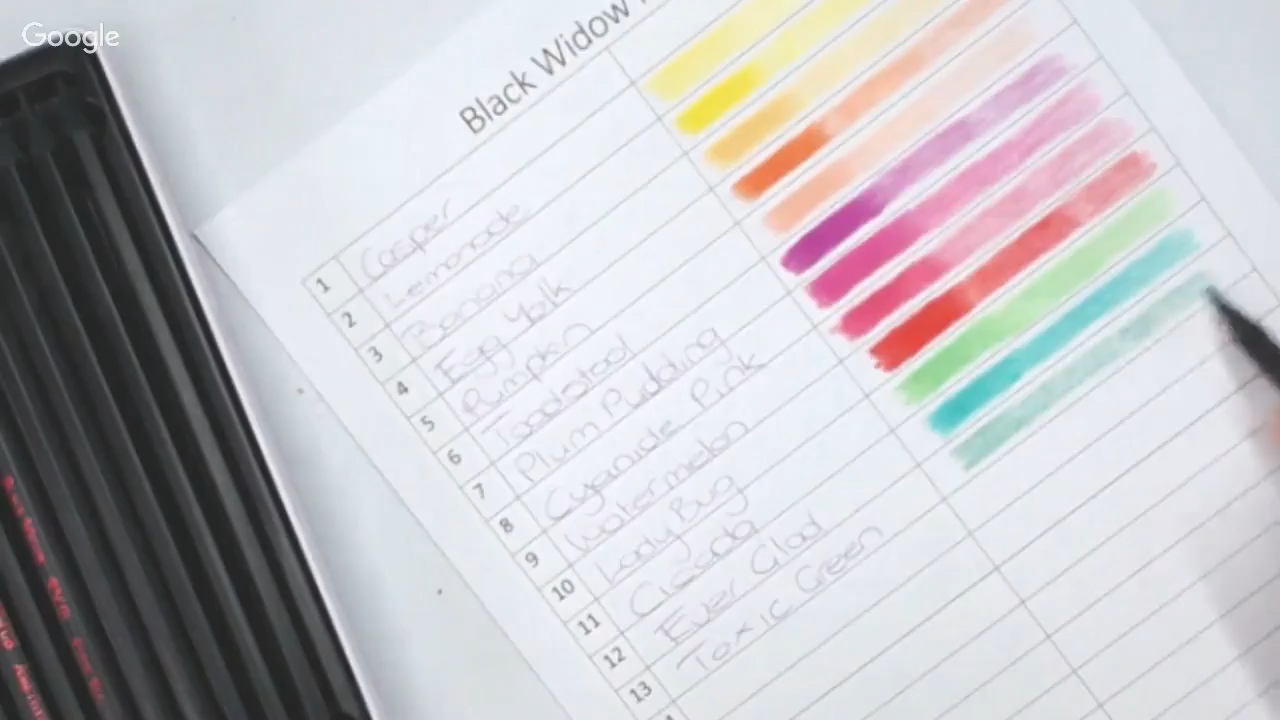 Google
Black Widow
1 Casper
2 Lemonade
3 Banana
4 Egg Yolk
5 Pumpkin
6 Toadstool
7 Plum Pudding
8 Cyanide Pink
9 Watermelon
10 Lady Bug
11 Cicada
12 Ever Glad
13 Toxic Green